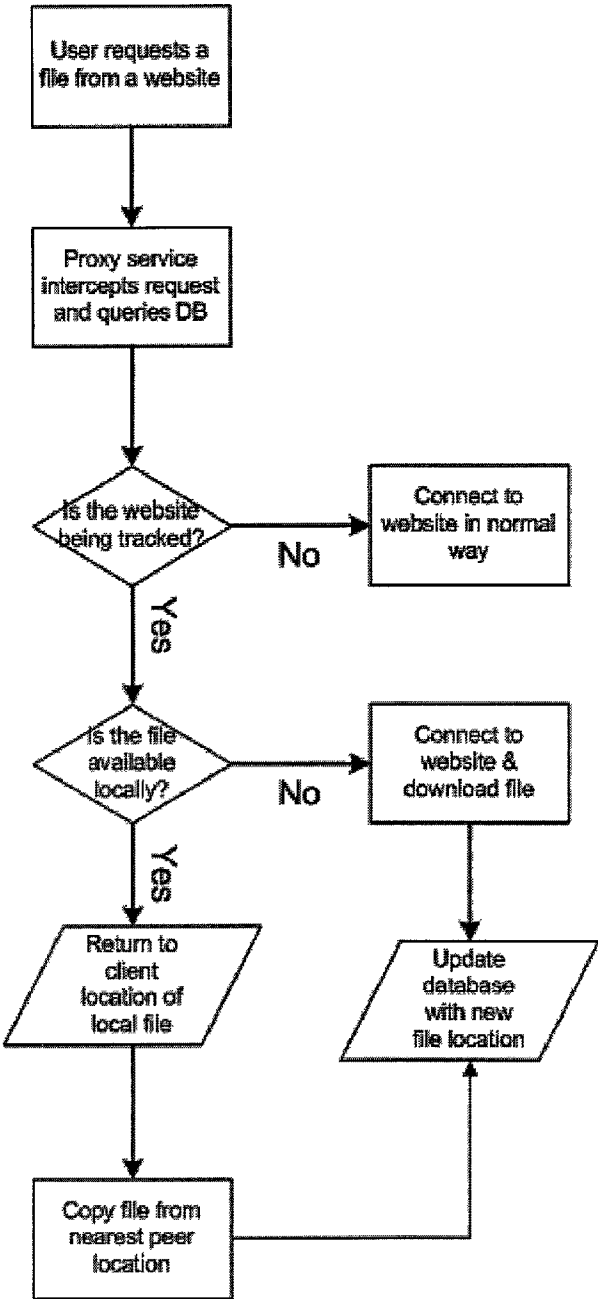 User requests a
file from a website
Proxy service
intercepts request
and queries DB
Is the website
being tracked?
No
Connect to
website in normal
way
Yes
Is the file
available
locally?
No
Connect to
website &
download file
Yes
Return to
client
location of
local file
Update
database
with new
file location
Copy file from
nearest peer
location